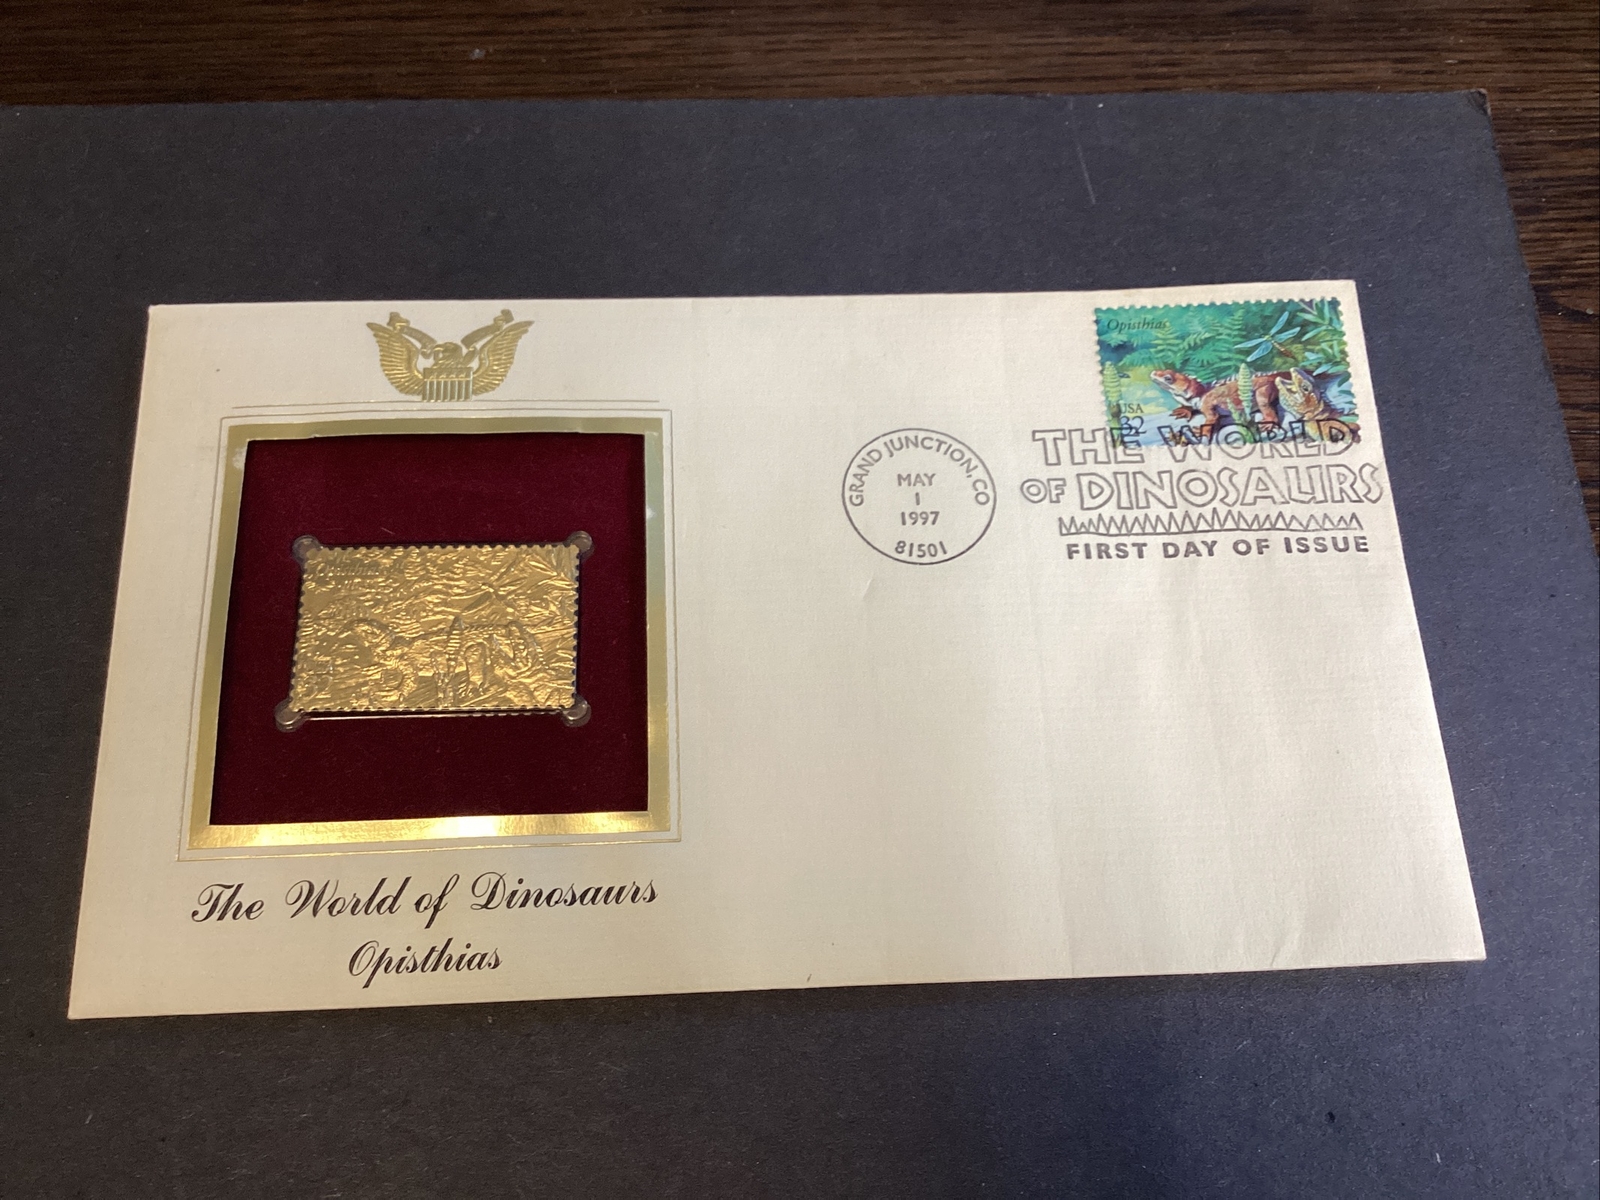 Opisthias
USA
32
GRAND JUNCTION, CO
MAY
1
1997
81501
THE WORLD
OF DINOSAURS
FIRST DAY OF ISSUE
The World of Dinosaurs
Opisthias